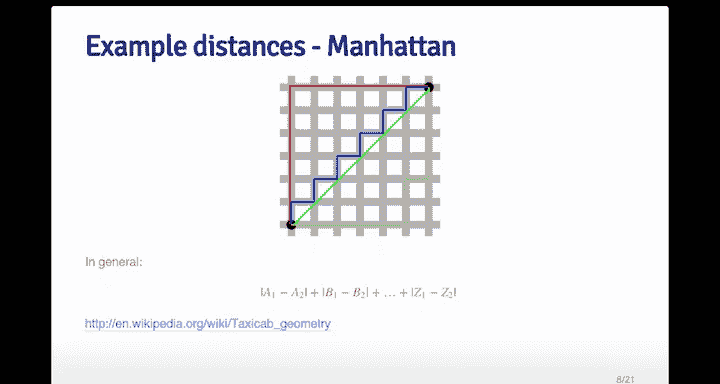 Example distances - Manhattan
In general:
|A₁ − A₂| + |B₁ − B₂| + … + |Z₁ − Z₂|
http://en.wikipedia.org/wiki/Taxicab_geometry
8/21